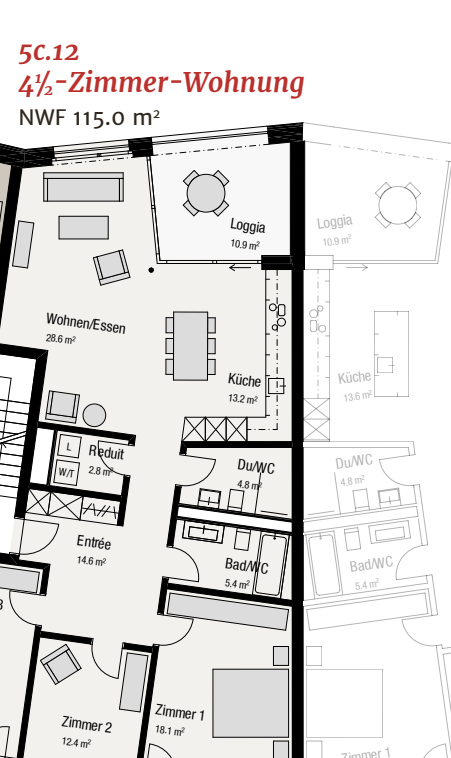 5c.12
4½-Zimmer-Wohnung
NWF 115.0 m²
Loggia
10.9 m²
Loggia
10.9 m²
Wohnen/Essen
28.6 m²
Küche
13.2 m²
Küche
13.6 m²
L
Reduit
W/T
2.8 m²
Du/WC
4.8 m²
Du/WC
4.8 m²
Entrée
14.6 m²
Bad/WC
5.4 m²
Bad/WC
5.4 m²
3
Zimmer 2
12.4 m²
Zimmer 1
18.1 m²
Zimmer 1